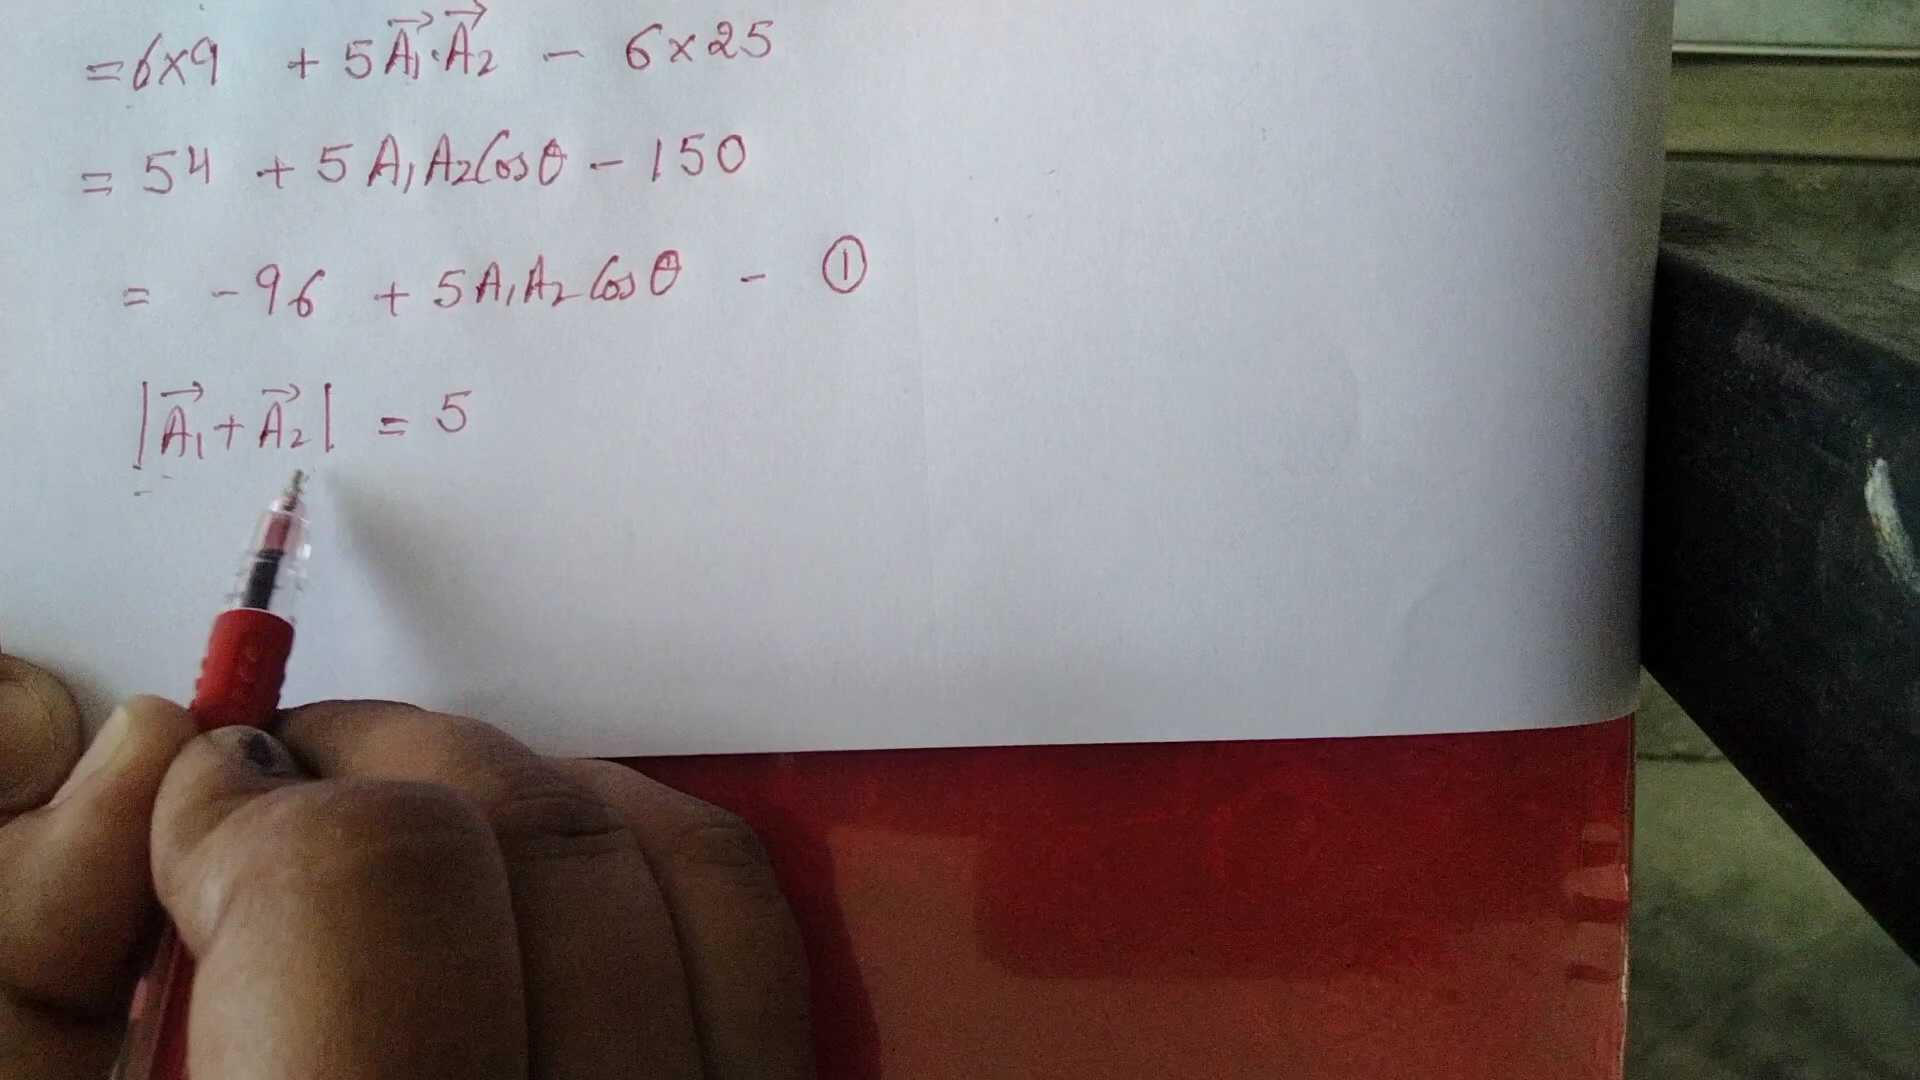 = 6×9 + 5A⃗₁·A⃗₂ − 6×25
= 54 + 5A₁A₂Cosθ − 150
= −96 + 5A₁A₂Cosθ − ①
|A⃗₁ + A⃗₂| = 5